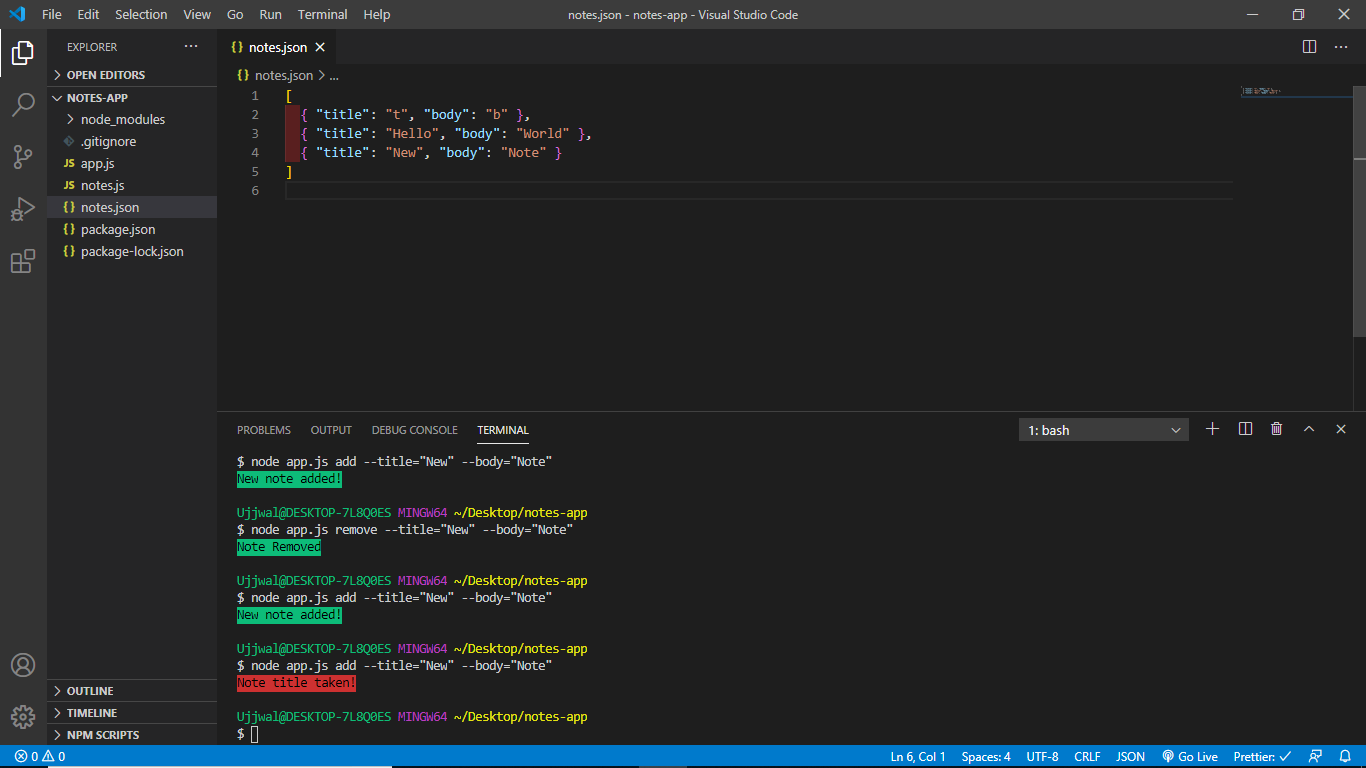 File Edit Selection View Go Run Terminal Help
notes.json - notes-app - Visual Studio Code
EXPLORER
OPEN EDITORS
NOTES-APP
node_modules
.gitignore
JS app.js
JS notes.js
{} notes.json
{} package.json
{} package-lock.json
OUTLINE
TIMELINE
NPM SCRIPTS
{} notes.json
{} notes.json > ...
1 [
2 { "title": "t", "body": "b" },
3 { "title": "Hello", "body": "World" },
4 { "title": "New", "body": "Note" }
5 ]
6
PROBLEMS OUTPUT DEBUG CONSOLE TERMINAL
1: bash
$ node app.js add --title="New" --body="Note"
New note added!
Ujjwal@DESKTOP-7L8Q0ES MINGW64 ~/Desktop/notes-app
$ node app.js remove --title="New" --body="Note"
Note Removed
Ujjwal@DESKTOP-7L8Q0ES MINGW64 ~/Desktop/notes-app
$ node app.js add --title="New" --body="Note"
New note added!
Ujjwal@DESKTOP-7L8Q0ES MINGW64 ~/Desktop/notes-app
$ node app.js add --title="New" --body="Note"
Note title taken!
Ujjwal@DESKTOP-7L8Q0ES MINGW64 ~/Desktop/notes-app
$
0 0
Ln 6, Col 1 Spaces: 4 UTF-8 CRLF JSON Go Live Prettier: ✓